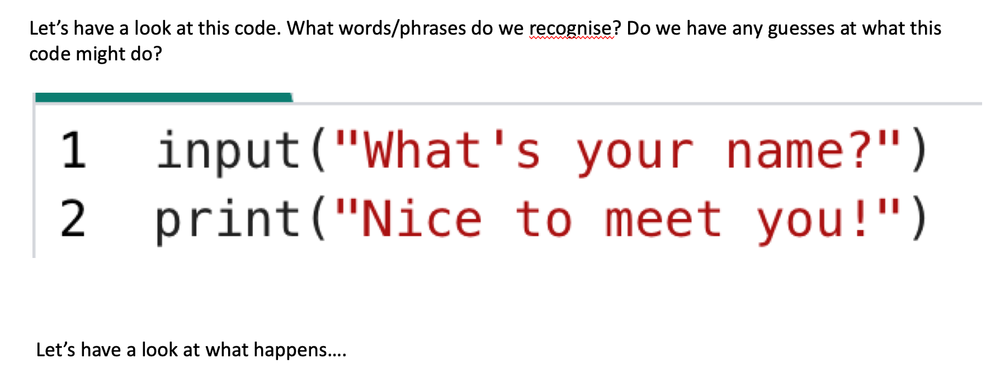 Let’s have a look at this code. What words/phrases do we recognise? Do we have any guesses at what this
code might do?
1 input("What's your name?")
2 print("Nice to meet you!")
Let’s have a look at what happens....